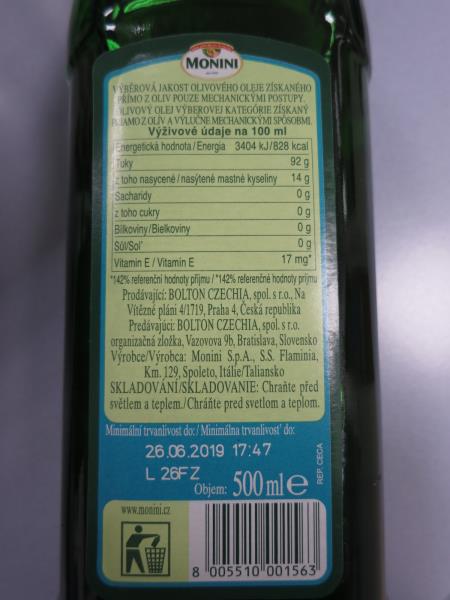 MONINI
VÝBĚROVÁ JAKOST OLIVOVÉHO OLEJE ZÍSKANÉHO
PŘÍMO Z OLIV POUZE MECHANICKÝMI POSTUPY.
OLIVOVÝ OLEJ VÝBEROVEJ KATEGÓRIE ZÍSKANÝ
PRIAMO Z OLÍV A VÝLUČNE MECHANICKÝMI SPÔSOBMI.
Výživové údaje na 100 ml
Energetická hodnota / Energia 3404 kJ/828 kcal
Tuky 92 g
z toho nasycené / nasýtené mastné kyseliny 14 g
Sacharidy 0 g
z toho cukry 0 g
Bílkoviny / Bielkoviny 0 g
Sůl/Soľ 0 g
Vitamin E / Vitamín E 17 mg*
*142% referenční hodnoty příjmu / *142% referenčné hodnoty príjmu
Prodávající: BOLTON CZECHIA, spol. s r.o., Na
Vítězné pláni 4/1719, Praha 4, Česká republika
Predávajúci: BOLTON CZECHIA, spol. s r.o.
organizačná zložka, Vazovova 9b, Bratislava, Slovensko
Výrobce/Výrobca: Monini S.p.A., S.S. Flaminia,
Km. 129, Spoleto, Itálie/Taliansko
SKLADOVÁNÍ/SKLADOVANIE: Chraňte před
světlem a teplem./Chráňte pred svetlom a teplom.
Minimální trvanlivost do: / Minimálna trvanlivosť do:
26.06.2019 17:47
L 26FZ
Objem: 500 ml e
REP. CECA
www.monini.cz
8 005510 001563